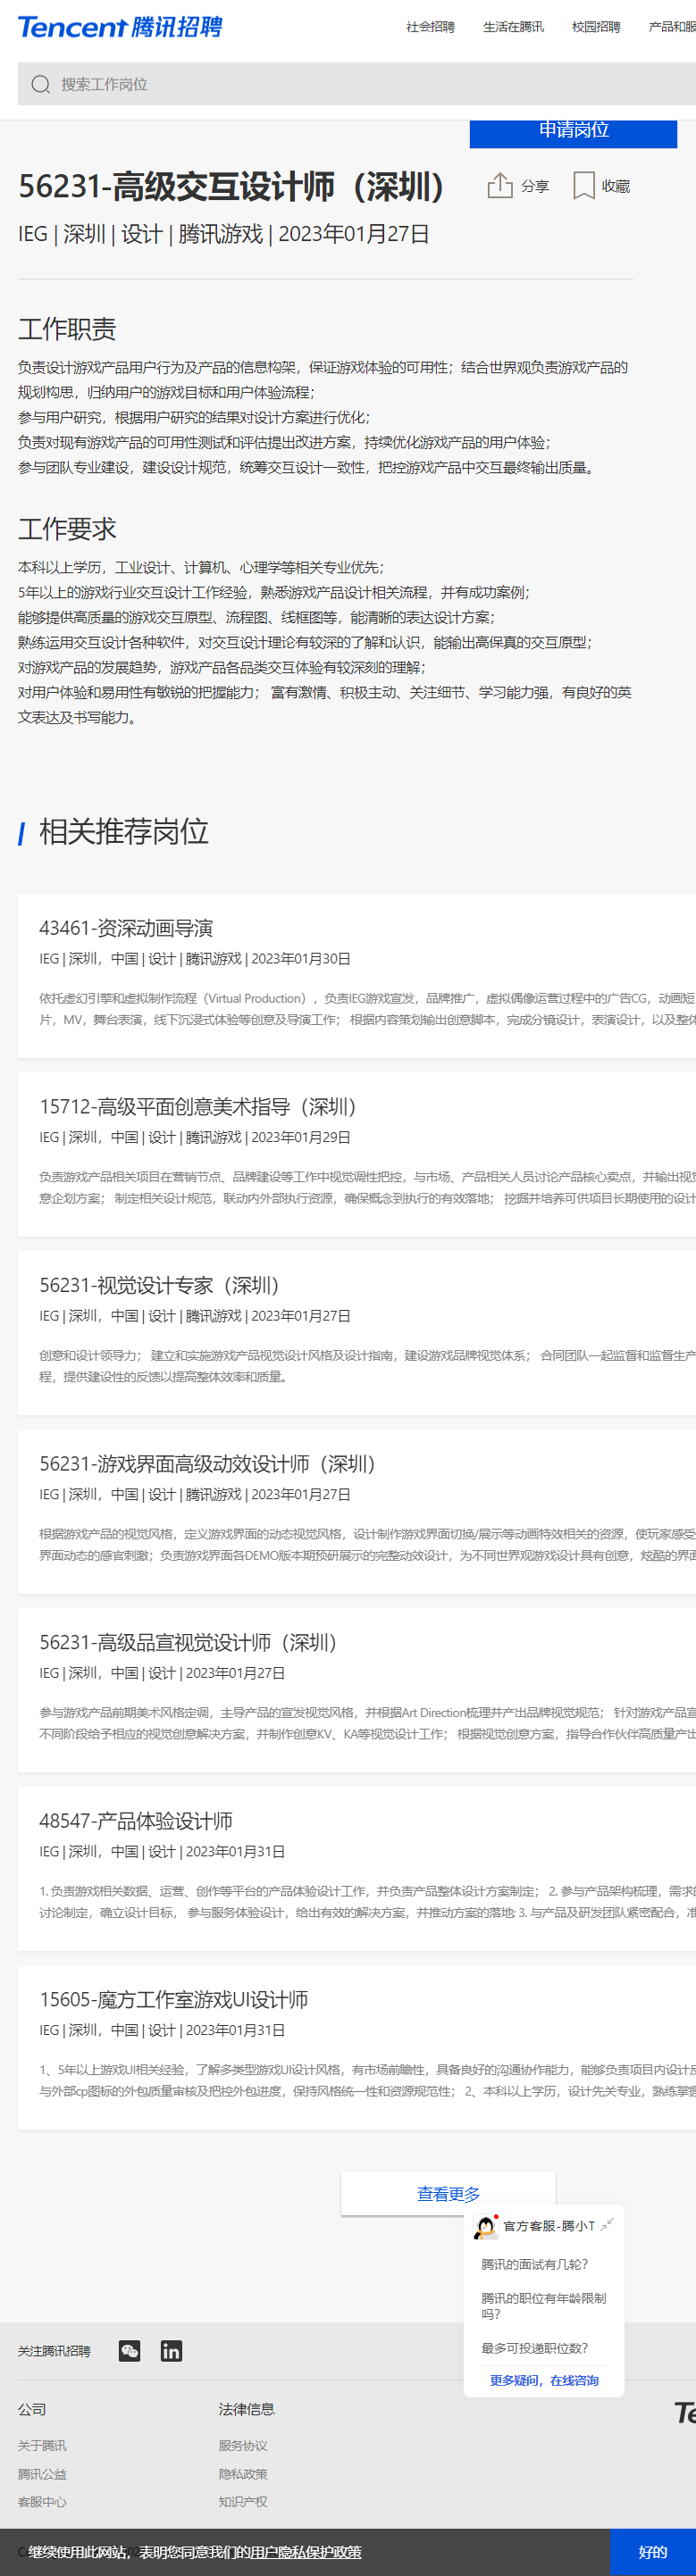 Tencent 腾讯招聘
社会招聘 生活在腾讯 校园招聘 产品和服
搜索工作岗位
申请岗位
56231-高级交互设计师（深圳） 分享 收藏
IEG | 深圳 | 设计 | 腾讯游戏 | 2023年01月27日
工作职责
负责设计游戏产品用户行为及产品的信息构架，保证游戏体验的可用性；结合世界观负责游戏产品的
规划构思，归纳用户的游戏目标和用户体验流程；
参与用户研究，根据用户研究的结果对设计方案进行优化；
负责对现有游戏产品的可用性测试和评估提出改进方案，持续优化游戏产品的用户体验；
参与团队专业建设，建设设计规范，统筹交互设计一致性，把控游戏产品中交互最终输出质量。
工作要求
本科以上学历，工业设计、计算机、心理学等相关专业优先；
5年以上的游戏行业交互设计工作经验，熟悉游戏产品设计相关流程，并有成功案例；
能够提供高质量的游戏交互原型、流程图、线框图等，能清晰的表达设计方案；
熟练运用交互设计各种软件，对交互设计理论有较深的了解和认识，能输出高保真的交互原型；
对游戏产品的发展趋势，游戏产品各品类交互体验有较深刻的理解；
对用户体验和易用性有敏锐的把握能力； 富有激情、积极主动、关注细节、学习能力强，有良好的英
文表达及书写能力。
相关推荐岗位
43461-资深动画导演
IEG | 深圳，中国 | 设计 | 腾讯游戏 | 2023年01月30日
依托虚幻引擎和虚拟制作流程（Virtual Production），负责IEG游戏宣发，品牌推广，虚拟偶像运营过程中的广告CG，动画短
片，MV，舞台表演，线下沉浸式体验等创意及导演工作； 根据内容策划输出创意脚本，完成分镜设计，表演设计，以及整体
15712-高级平面创意美术指导（深圳）
IEG | 深圳，中国 | 设计 | 腾讯游戏 | 2023年01月29日
负责游戏产品相关项目在营销节点、品牌建设等工作中视觉调性把控，与市场、产品相关人员讨论产品核心卖点，并输出视觉
意企划方案； 制定相关设计规范，联动内外部执行资源，确保概念到执行的有效落地； 挖掘并培养可供项目长期使用的设计
56231-视觉设计专家（深圳）
IEG | 深圳，中国 | 设计 | 腾讯游戏 | 2023年01月27日
创意和设计领导力； 建立和实施游戏产品视觉设计风格及设计指南，建设游戏品牌视觉体系； 合同团队一起监督和监督生产
程，提供建设性的反馈以提高整体效率和质量。
56231-游戏界面高级动效设计师（深圳）
IEG | 深圳，中国 | 设计 | 腾讯游戏 | 2023年01月27日
根据游戏产品的视觉风格，定义游戏界面的动态视觉风格，设计制作游戏界面切换/展示等动画特效相关的资源，使玩家感受
界面动态的感官刺激；负责游戏界面各DEMO版本期预研展示的完整动效设计，为不同世界观游戏设计具有创意，炫酷的界面
56231-高级品宣视觉设计师（深圳）
IEG | 深圳，中国 | 设计 | 2023年01月27日
参与游戏产品前期美术风格定调，主导产品的宣发视觉风格，并根据Art Direction梳理并产出品牌视觉规范； 针对游戏产品宣
不同阶段给予相应的视觉创意解决方案，并制作创意KV、KA等视觉设计工作； 根据视觉创意方案，指导合作伙伴高质量产出
48547-产品体验设计师
IEG | 深圳，中国 | 设计 | 2023年01月31日
1. 负责游戏相关数据、运营、创作等平台的产品体验设计工作，并负责产品整体设计方案制定； 2. 参与产品架构梳理，需求的
讨论制定，确立设计目标， 参与服务体验设计，给出有效的解决方案，并推动方案的落地; 3. 与产品及研发团队紧密配合，准
15605-魔方工作室游戏UI设计师
IEG | 深圳，中国 | 设计 | 2023年01月31日
1、5年以上游戏UI相关经验，了解多类型游戏UI设计风格，有市场前瞻性，具备良好的沟通协作能力，能够负责项目内设计反
与外部cp图标的外包质量审核及把控外包进度，保持风格统一性和资源规范性； 2、本科以上学历，设计先关专业，熟练掌握
查看更多
官方客服-腾小T
腾讯的面试有几轮？
腾讯的职位有年龄限制
吗？
最多可投递职位数？
更多疑问，在线咨询
关注腾讯招聘
公司 法律信息 Te
关于腾讯 服务协议
腾讯公益 隐私政策
客服中心 知识产权
继续使用此网站，表明您同意我们的用户隐私保护政策 好的